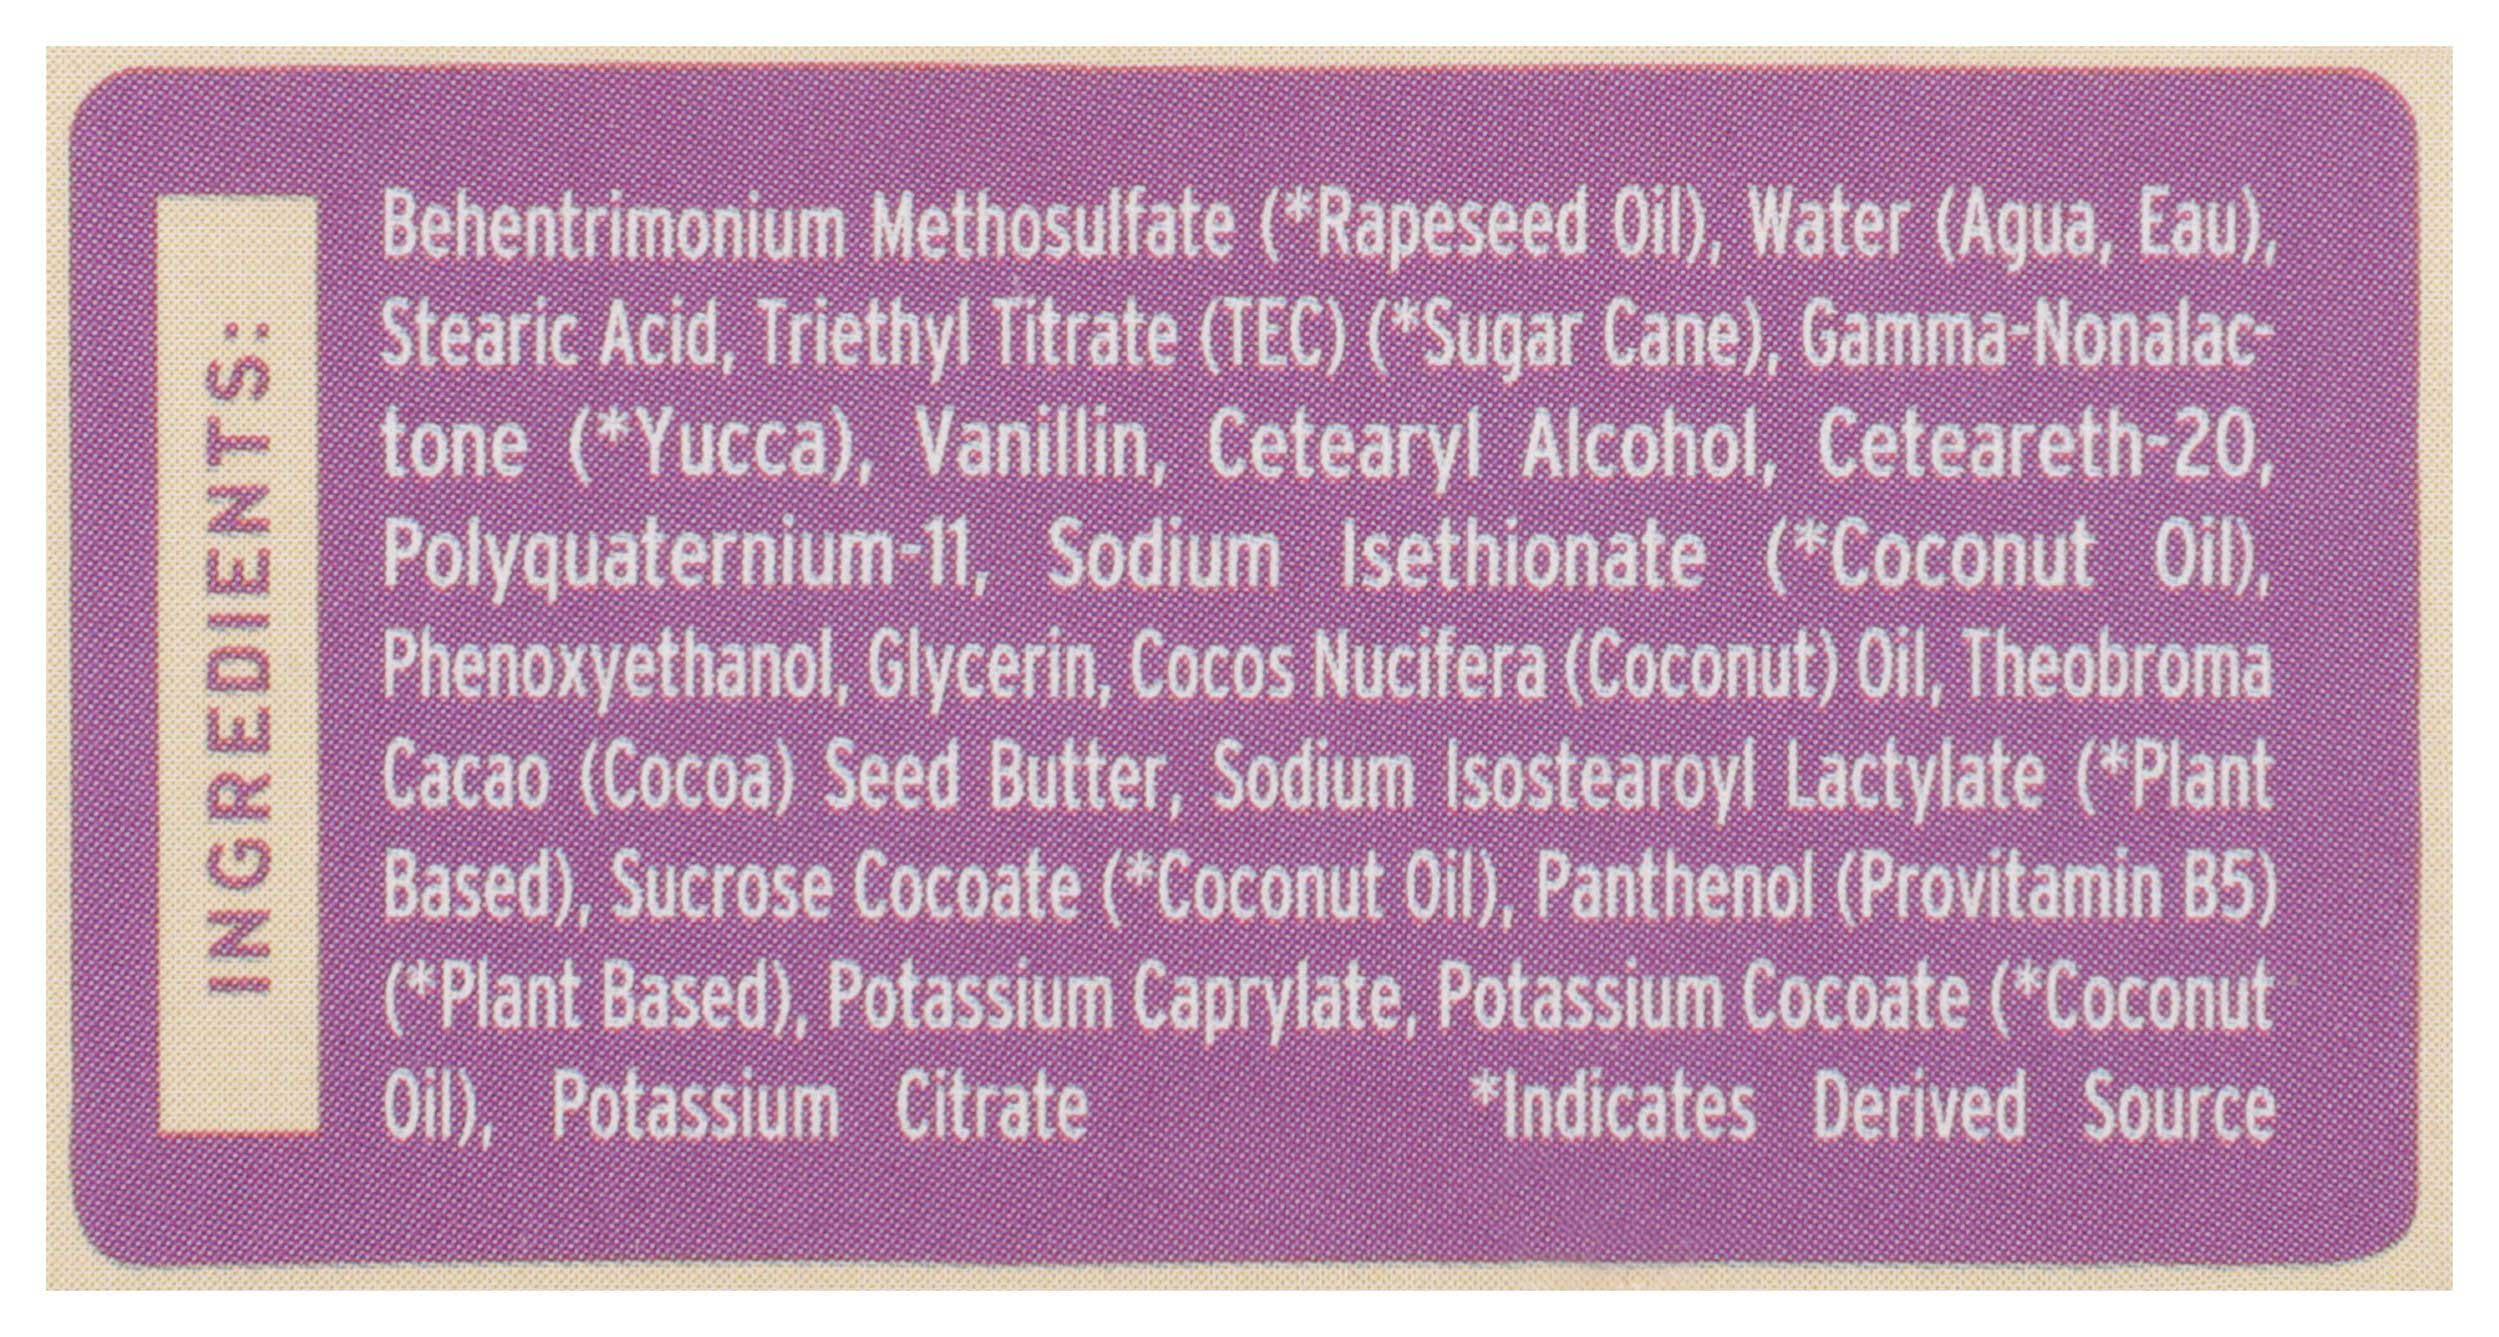 INGREDIENTS:
Behentrimonium Methosulfate (*Rapeseed Oil), Water (Agua, Eau),
Stearic Acid, Triethyl Titrate (TEC) (*Sugar Cane), Gamma-Nonalac-
tone (*Yucca), Vanillin, Cetearyl Alcohol, Ceteareth-20,
Polyquaternium-11, Sodium Isethionate (*Coconut Oil),
Phenoxyethanol, Glycerin, Cocos Nucifera (Coconut) Oil, Theobroma
Cacao (Cocoa) Seed Butter, Sodium Isostearoyl Lactylate (*Plant
Based), Sucrose Cocoate (*Coconut Oil), Panthenol (Provitamin B5)
(*Plant Based), Potassium Caprylate, Potassium Cocoate (*Coconut
Oil), Potassium Citrate *Indicates Derived Source